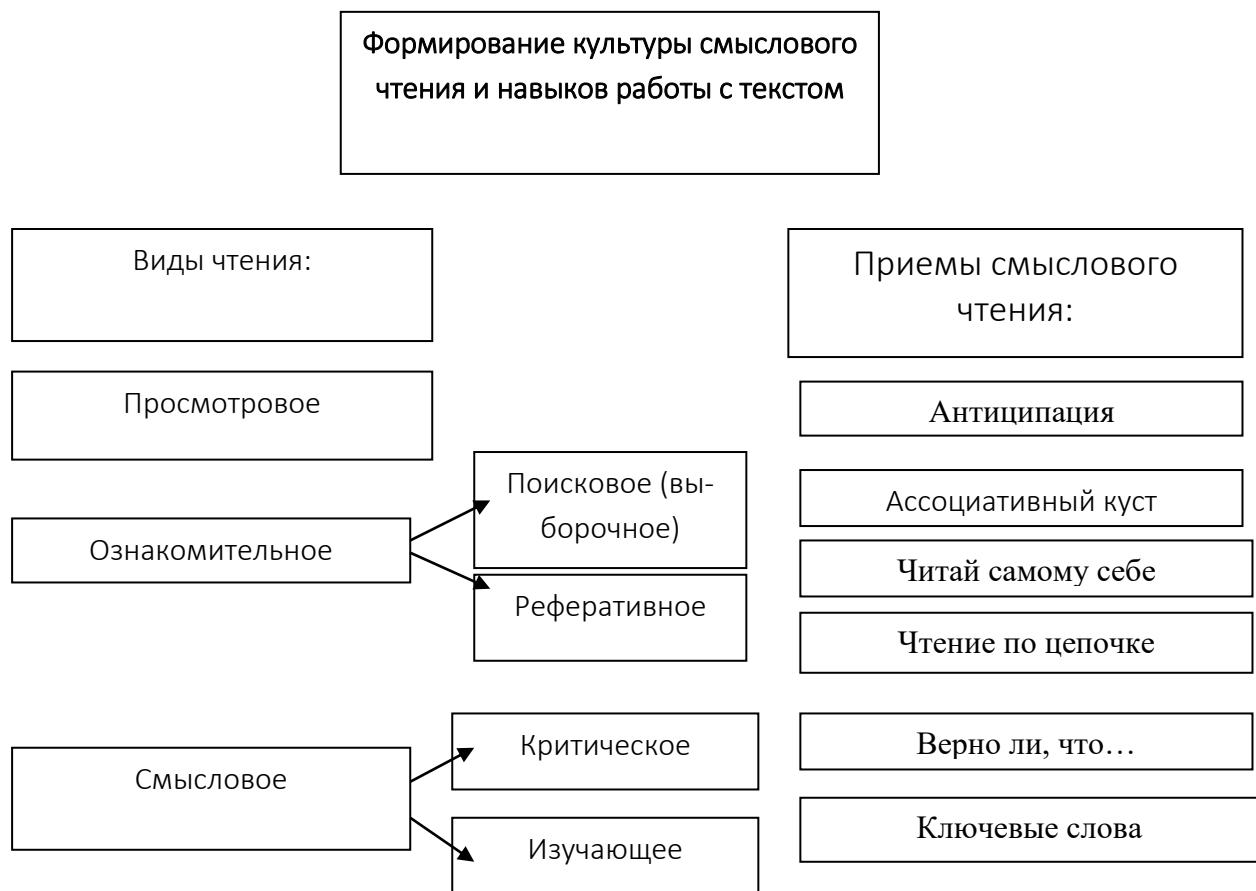 Формирование культуры смыслового
чтения и навыков работы с текстом
Виды чтения:
Приемы смыслового
чтения:
Просмотровое
Антиципация
Поисковое (вы-
борочное)
Ассоциативный куст
Ознакомительное
Читай самому себе
Реферативное
Чтение по цепочке
Критическое
Верно ли, что…
Смысловое
Ключевые слова
Изучающее